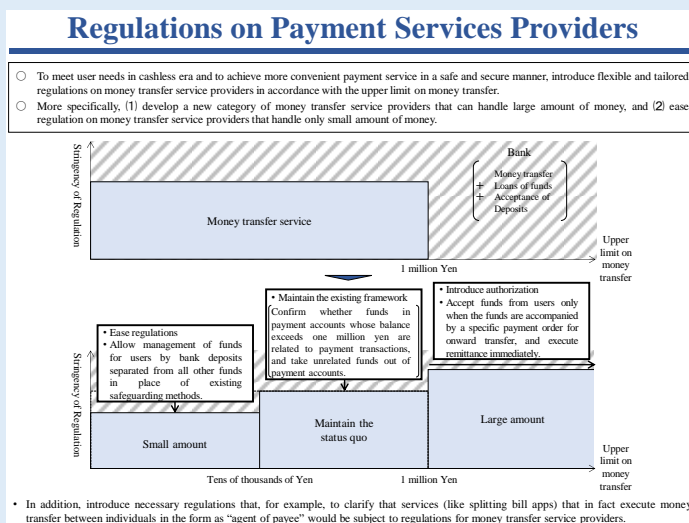 Regulations on Payment Services Providers
○ To meet user needs in cashless era and to achieve more convenient payment service in a safe and secure manner, introduce flexible and tailored
regulations on money transfer service providers in accordance with the upper limit on money transfer.
○ More specifically, (1) develop a new category of money transfer service providers that can handle large amount of money, and (2) ease
regulation on money transfer service providers that handle only small amount of money.
Stringency of Regulation
Bank
Money transfer
+ Loans of funds
+ Acceptance of
Deposits
Money transfer service
Upper
limit on
money
transfer
1 million Yen
• Ease regulations
• Allow management of funds
for users by bank deposits
separated from all other funds
in place of existing
safeguarding methods.
• Maintain the existing framework
Confirm whether funds in
payment accounts whose balance
exceeds one million yen are
related to payment transactions,
and take unrelated funds out of
payment accounts.
• Introduce authorization
• Accept funds from users only
when the funds are accompanied
by a specific payment order for
onward transfer, and execute
remittance immediately.
Stringency of Regulation
Small amount
Maintain the
status quo
Large amount
Upper
limit on
money
transfer
Tens of thousands of Yen
1 million Yen
• In addition, introduce necessary regulations that, for example, to clarify that services (like splitting bill apps) that in fact execute money
transfer between individuals in the form as “agent of payee” would be subject to regulations for money transfer service providers.